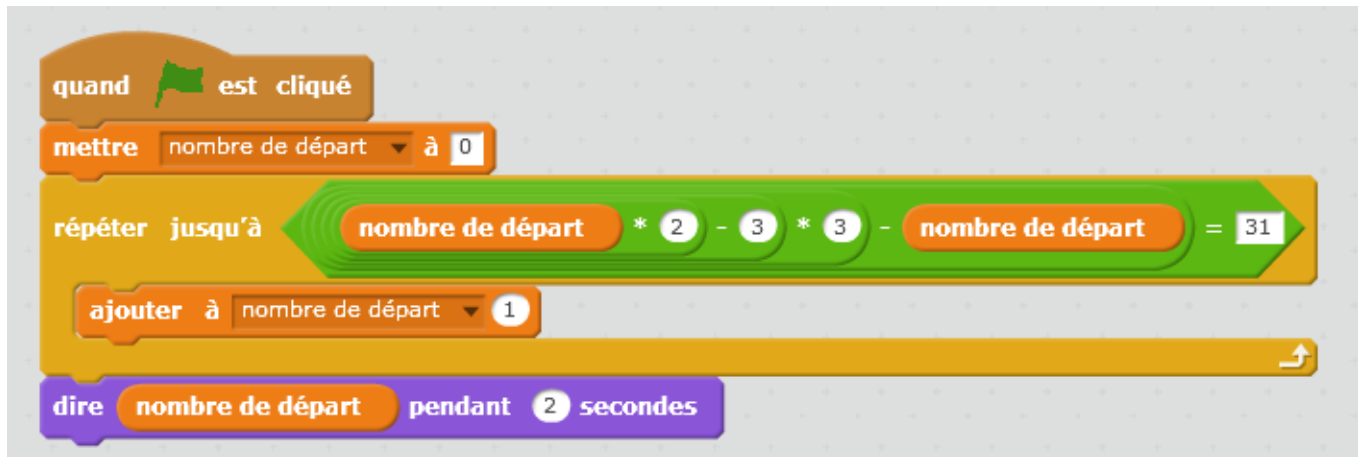 quand est cliqué
mettre nombre de départ à 0
répéter jusqu'à nombre de départ * 2 - 3 * 3 - nombre de départ = 31
ajouter à nombre de départ 1
dire nombre de départ pendant 2 secondes